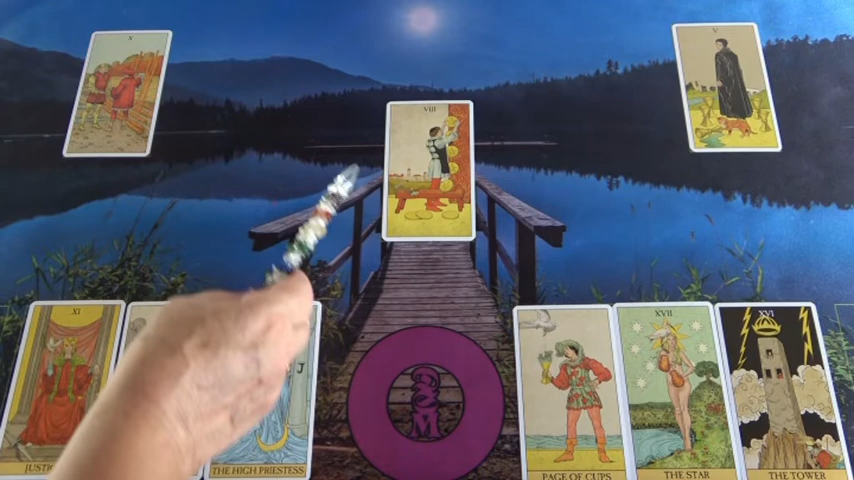 X
V
VIII
XI
XVII
XVI
J
JUSTIC
THE HIGH PRIESTESS
PAGE OF CUPS
THE STAR
THE TOWER